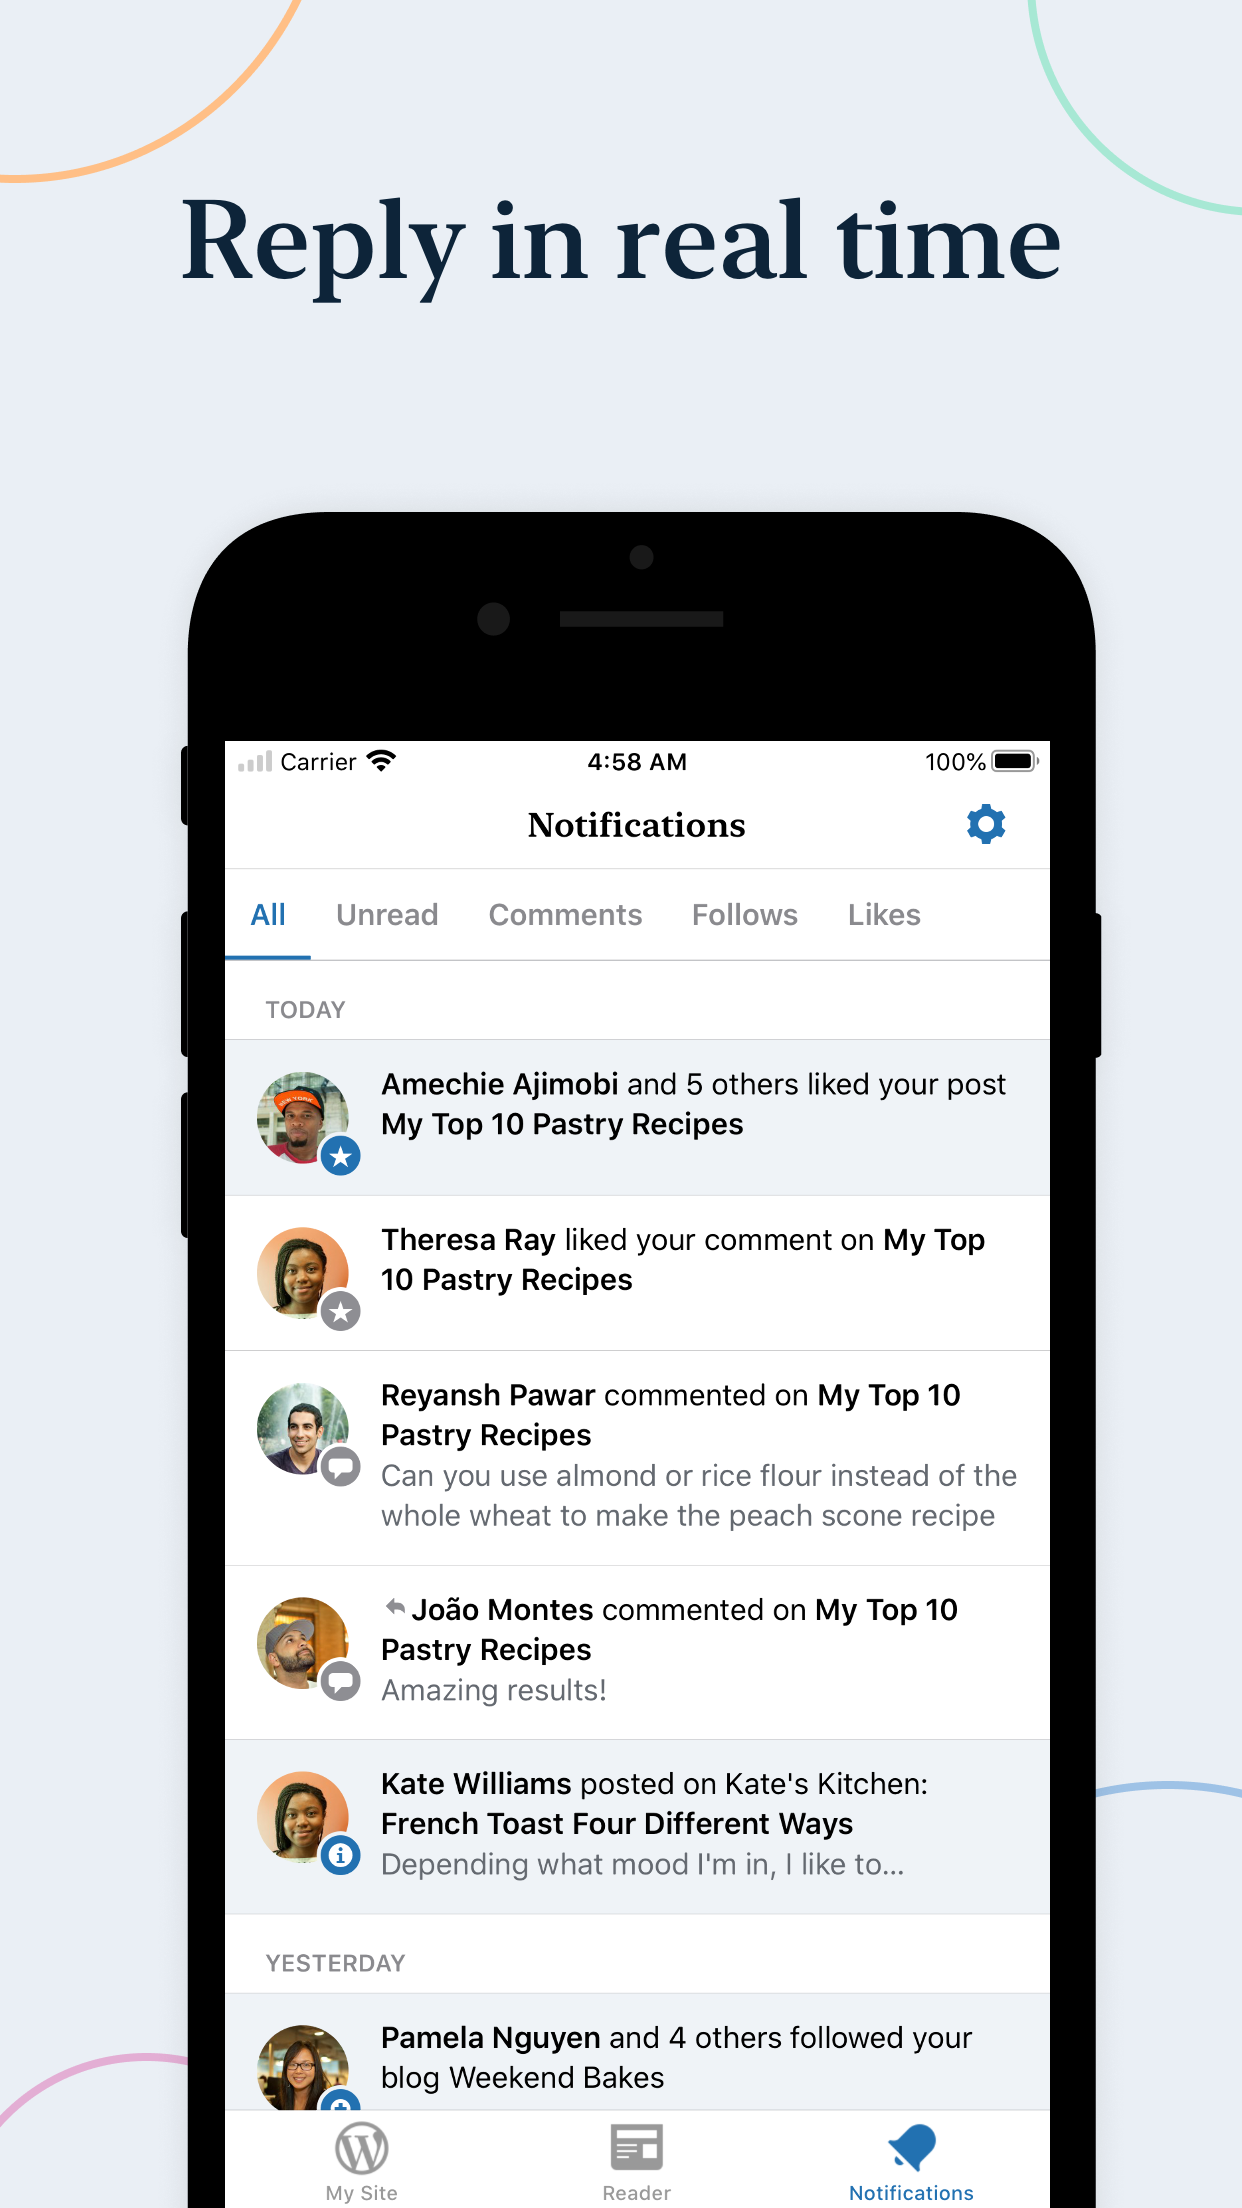 Reply in real time
Carrier
4:58 AM
100%
Notifications
All
Unread
Comments
Follows
Likes
TODAY
Amechie Ajimobi and 5 others liked your post
My Top 10 Pastry Recipes
Theresa Ray liked your comment on My Top
10 Pastry Recipes
Reyansh Pawar commented on My Top 10
Pastry Recipes
Can you use almond or rice flour instead of the
whole wheat to make the peach scone recipe
João Montes commented on My Top 10
Pastry Recipes
Amazing results!
Kate Williams posted on Kate's Kitchen:
French Toast Four Different Ways
Depending what mood I'm in, I like to...
YESTERDAY
Pamela Nguyen and 4 others followed your
blog Weekend Bakes
My Site
Reader
Notifications